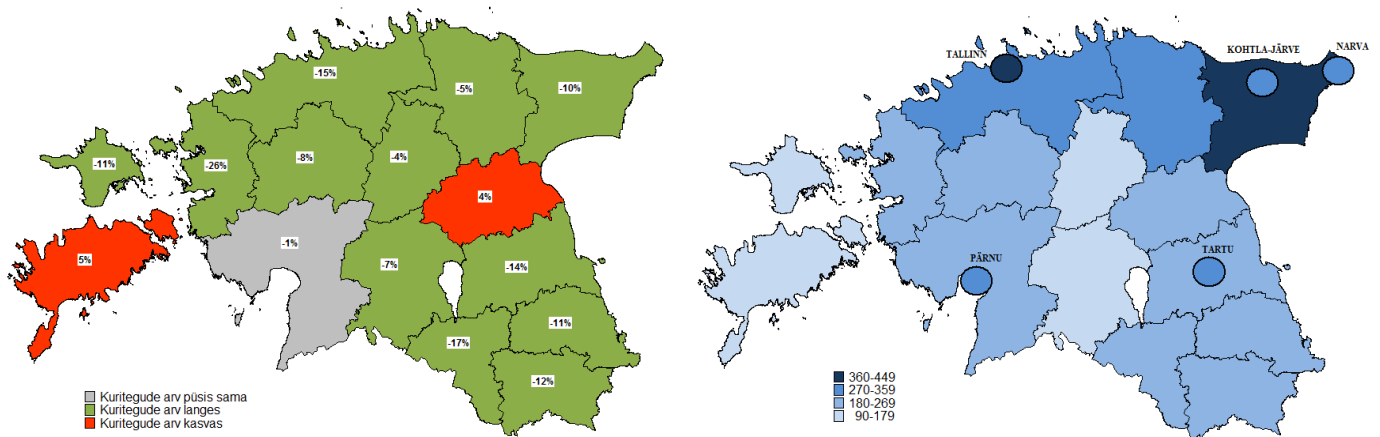 -15%
-5%
-10%
-11%
-26%
-8%
-4%
4%
5%
-1%
-7%
-14%
-11%
-17%
-12%
Kuritegude arv püsis sama
Kuritegude arv langes
Kuritegude arv kasvas
TALLINN
KOHTLA-JÄRVE
NARVA
PÄRNU
TARTU
360-449
270-359
180-269
90-179